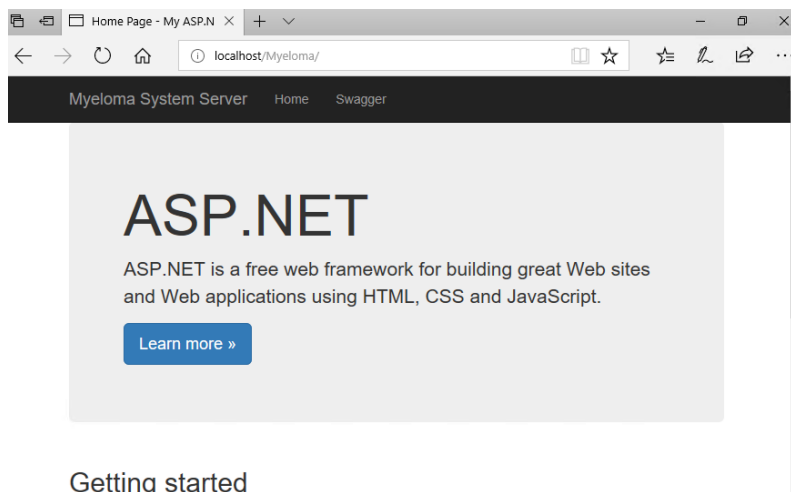 Home Page - My ASP.N
localhost/Myeloma/
Myeloma System Server Home Swagger
ASP.NET
ASP.NET is a free web framework for building great Web sites
and Web applications using HTML, CSS and JavaScript.
Learn more »
Getting started